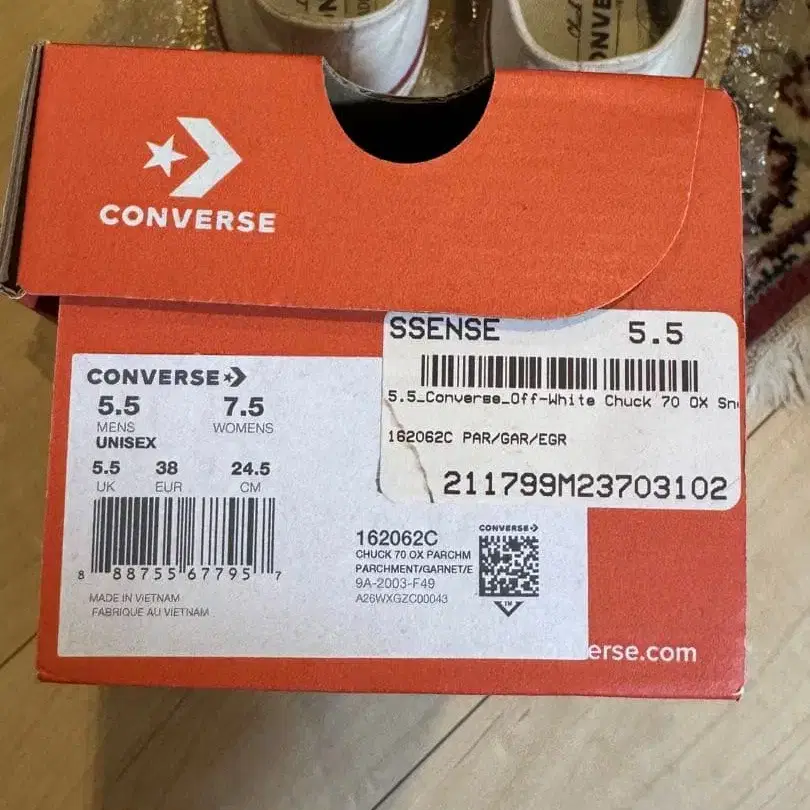 CONVERSE
SSENSE 5.5
5.5_Converse_Off-White Chuck 70 OX Sn
162062C PAR/GAR/EGR
211799M23703102
CONVERSE
5.5 7.5
MENS WOMENS
UNISEX
5.5 38 24.5
UK EUR CM
8 88755 67795 7
MADE IN VIETNAM
FABRIQUE AU VIETNAM
CONVERSE
162062C
CHUCK 70 OX PARCHM
PARCHMENT/GARNET/E
9A-2003-F49
A26WXGZC00043
erse.com